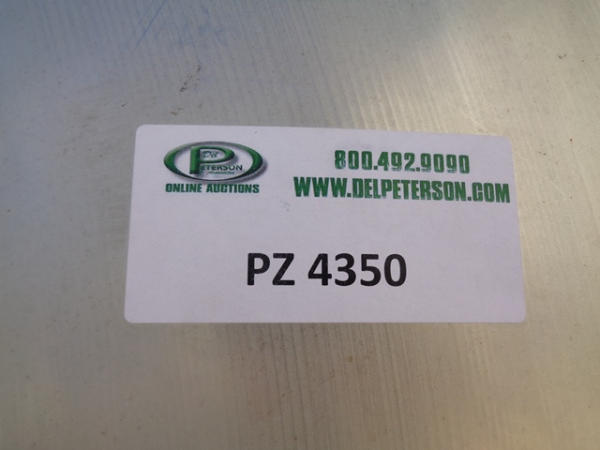 PETERSON
ONLINE AUCTIONS
800.492.9090
WWW.DELPETERSON.COM
PZ 4350